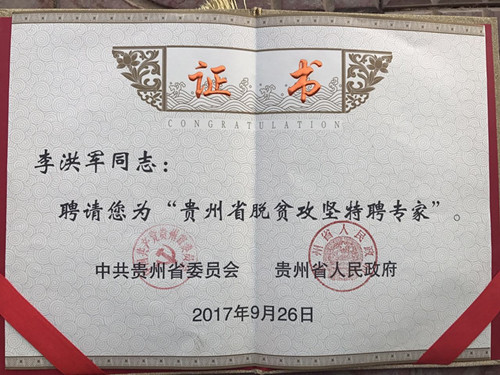 证书
CONGRATULATION
李洪军同志：
聘请您为“贵州省脱贫攻坚特聘专家”。
中共贵州省委员会 贵州省人民政府
2017年9月26日